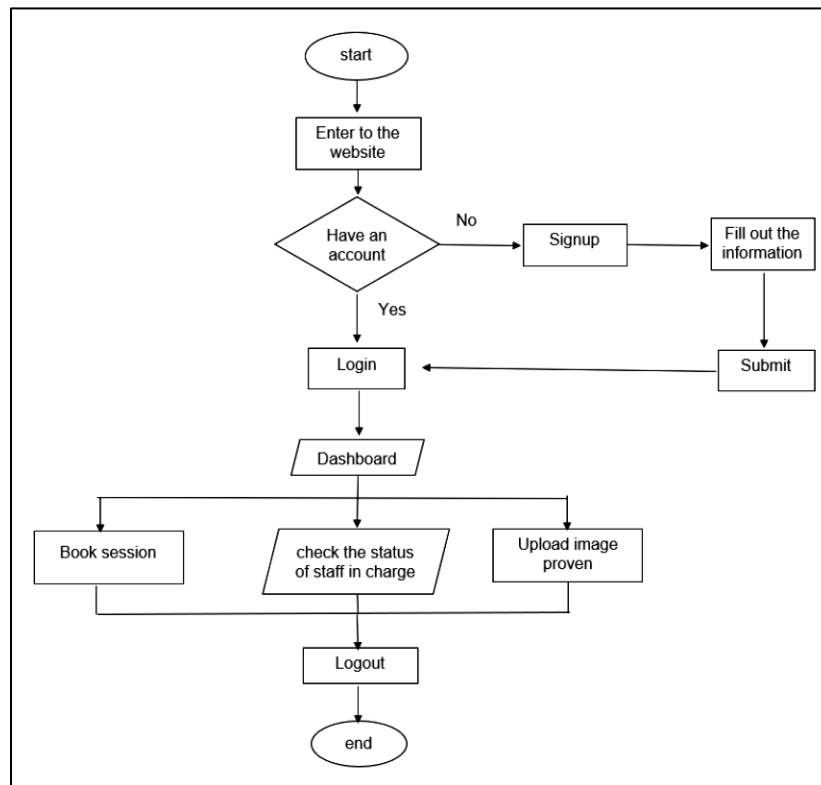 start
Enter to the
website
Have an
account
No
Signup
Fill out the
information
Yes
Login
Submit
Dashboard
Book session
check the status
of staff in charge
Upload image
proven
Logout
end